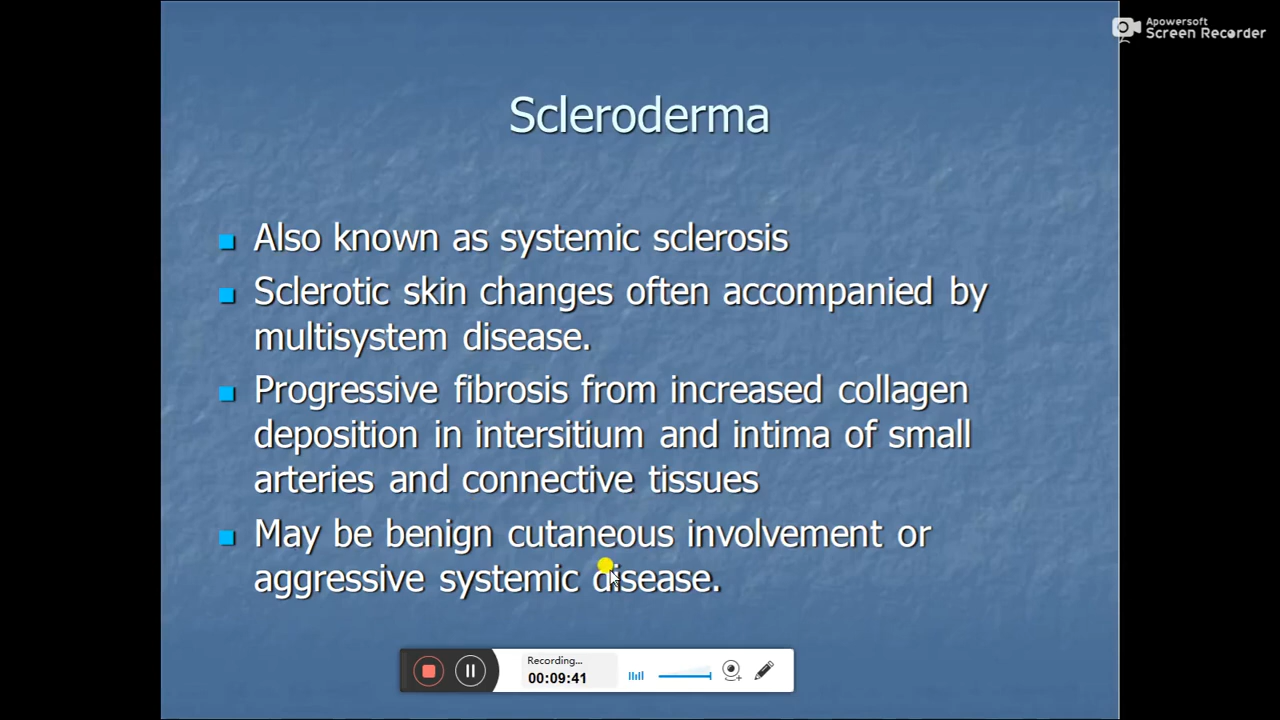 Apowersoft
Screen Recorder
Scleroderma
Also known as systemic sclerosis
Sclerotic skin changes often accompanied by
multisystem disease.
Progressive fibrosis from increased collagen
deposition in intersitium and intima of small
arteries and connective tissues
May be benign cutaneous involvement or
aggressive systemic disease.
Recording...
00:09:41